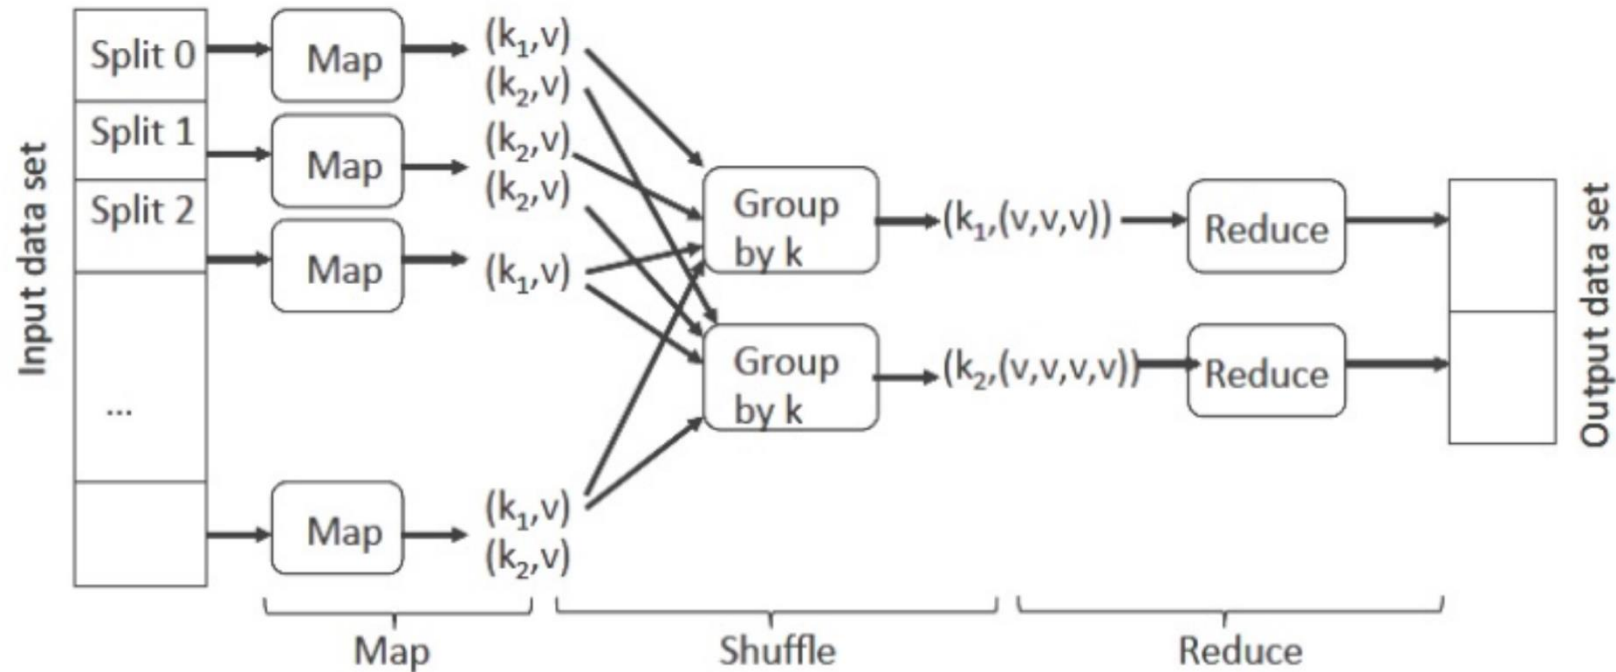 Input data set
Split 0
Split 1
Split 2
...
Map
Map
Map
Map
(k₁,v)
(k₂,v)
(k₂,v)
(k₂,v)
(k₁,v)
(k₁,v)
(k₂,v)
Group
by k
Group
by k
(k₁,(v,v,v))
(k₂,(v,v,v,v))
Reduce
Reduce
Output data set
Map
Shuffle
Reduce